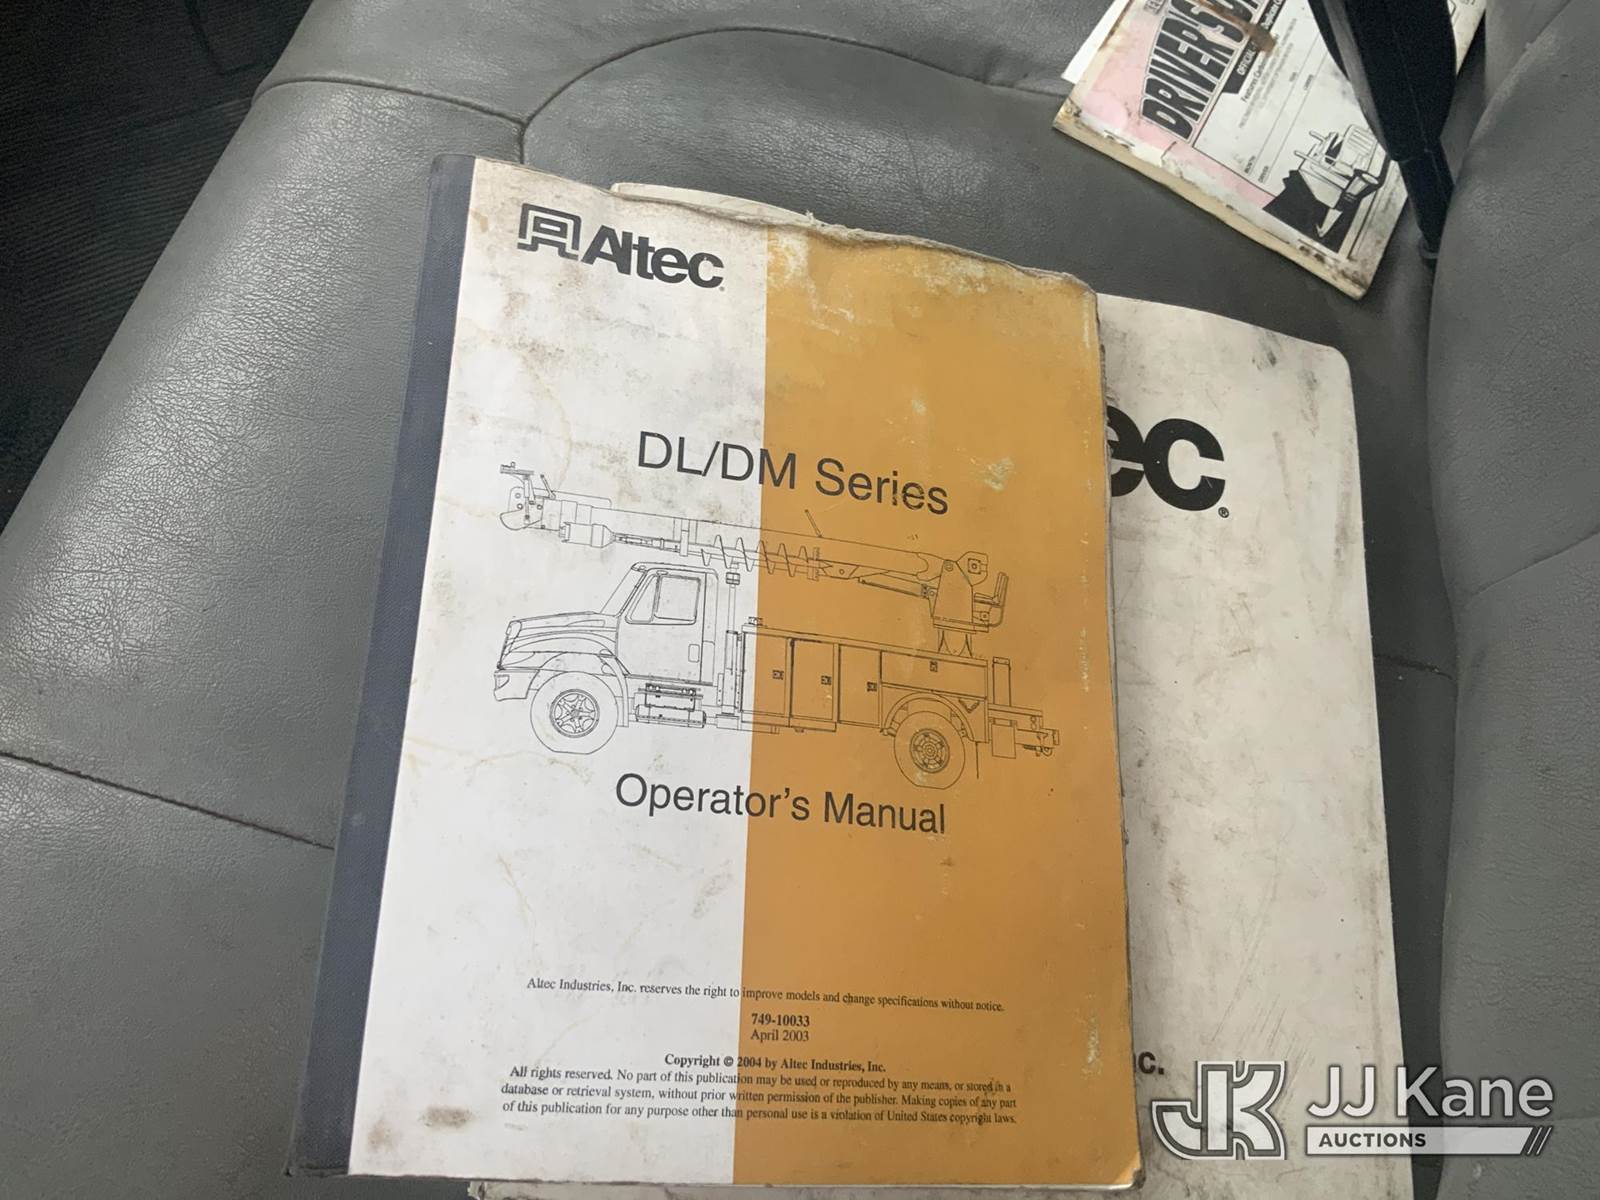 DRIVER'S
OFFICIAL
Altec
ec®
DL/DM Series
Operator's Manual
Altec Industries, Inc. reserves the right to improve models and change specifications without notice.
749-10033
April 2003
Copyright © 2004 by Altec Industries, Inc.
All rights reserved. No part of this publication may be used or reproduced by any means, or stored in a
database or retrieval system, without prior written permission of the publisher. Making copies of any part
of this publication for any purpose other than personal use is a violation of United States copyright laws.
nc.
JK JJ Kane
AUCTIONS